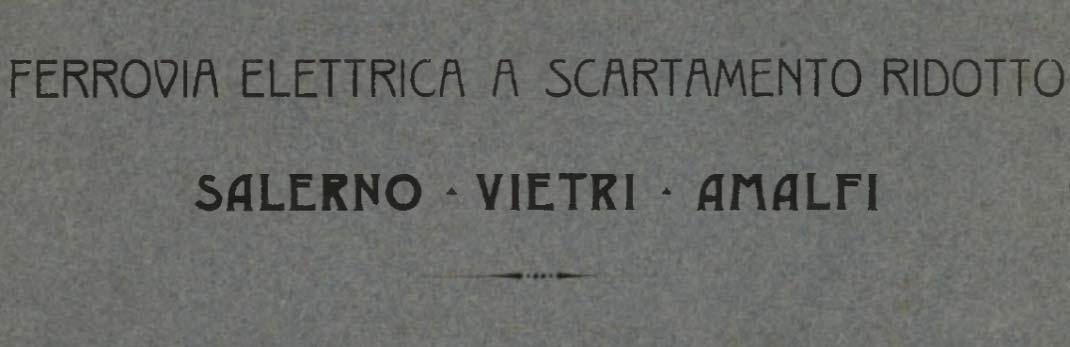 FERROVIA ELETTRICA A SCARTAMENTO RIDOTTO
SALERNO · VIETRI · AMALFI